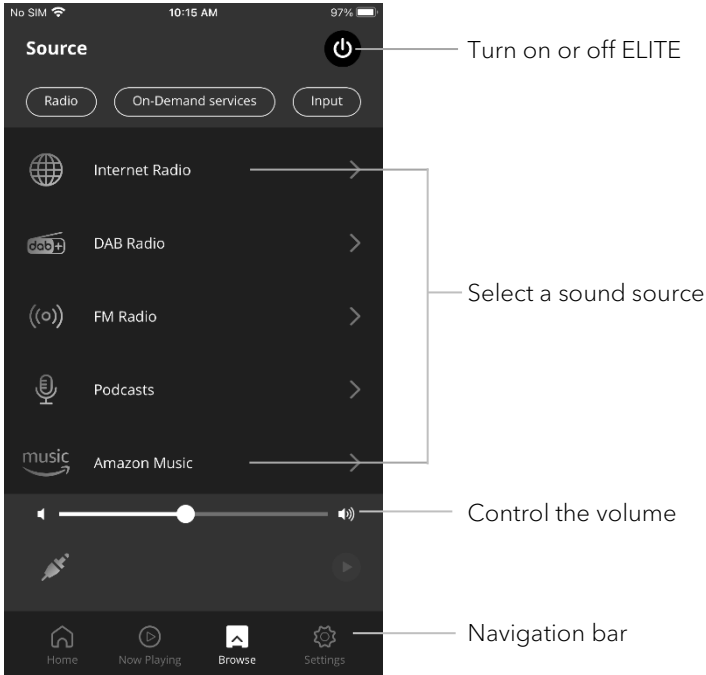 No SIM 10:15 AM 97%
Source
Turn on or off ELITE
Radio On-Demand services Input
Internet Radio
dab+ DAB Radio
Select a sound source
FM Radio
Podcasts
music Amazon Music
Control the volume
Navigation bar
Home Now Playing Browse Settings